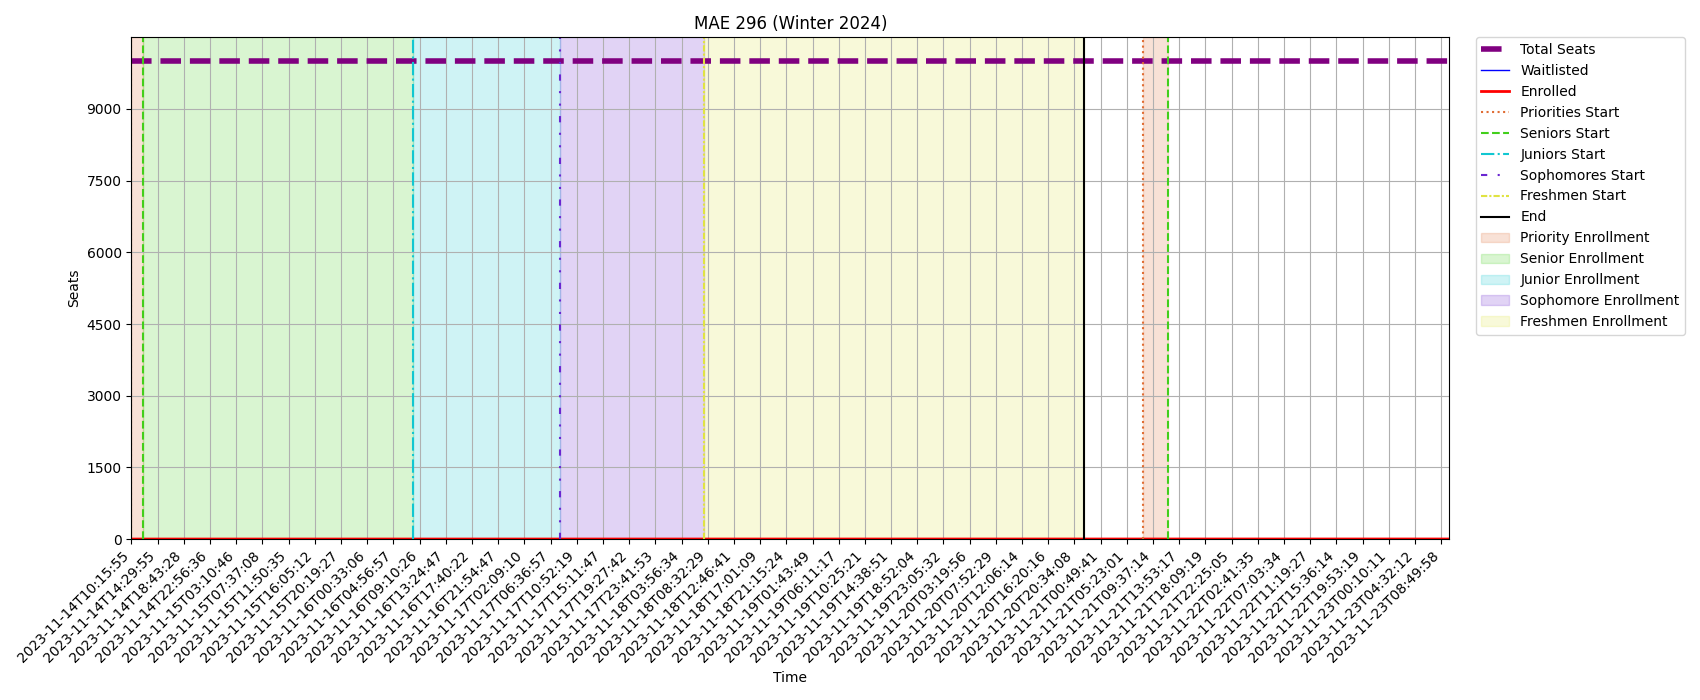 MAE 296 (Winter 2024)
Seats
9000
7500
6000
4500
3000
1500
0
2023-11-14T10:15:55
2023-11-14T14:29:55
2023-11-14T18:43:28
2023-11-14T22:56:36
2023-11-15T03:10:46
2023-11-15T07:37:08
2023-11-15T11:50:35
2023-11-15T16:05:12
2023-11-15T20:19:27
2023-11-16T00:33:06
2023-11-16T04:56:57
2023-11-16T09:10:26
2023-11-16T13:24:47
2023-11-16T17:40:22
2023-11-16T21:54:47
2023-11-17T02:09:10
2023-11-17T06:36:57
2023-11-17T10:52:19
2023-11-17T15:11:47
2023-11-17T19:27:42
2023-11-17T23:41:53
2023-11-18T03:56:34
2023-11-18T08:32:29
2023-11-18T12:46:41
2023-11-18T17:01:09
2023-11-18T21:15:24
2023-11-19T01:43:49
2023-11-19T06:11:17
2023-11-19T10:25:21
2023-11-19T14:38:51
2023-11-19T18:52:04
2023-11-19T23:05:32
2023-11-20T03:19:56
2023-11-20T07:52:29
2023-11-20T12:06:14
2023-11-20T16:20:16
2023-11-20T20:34:08
2023-11-21T00:49:41
2023-11-21T05:23:01
2023-11-21T09:37:14
2023-11-21T13:53:17
2023-11-21T18:09:19
2023-11-21T22:25:05
2023-11-22T02:41:35
2023-11-22T07:03:34
2023-11-22T11:19:27
2023-11-22T15:36:14
2023-11-22T19:53:19
2023-11-23T00:10:11
2023-11-23T04:32:12
2023-11-23T08:49:58
Time
Total Seats
Waitlisted
Enrolled
Priorities Start
Seniors Start
Juniors Start
Sophomores Start
Freshmen Start
End
Priority Enrollment
Senior Enrollment
Junior Enrollment
Sophomore Enrollment
Freshmen Enrollment